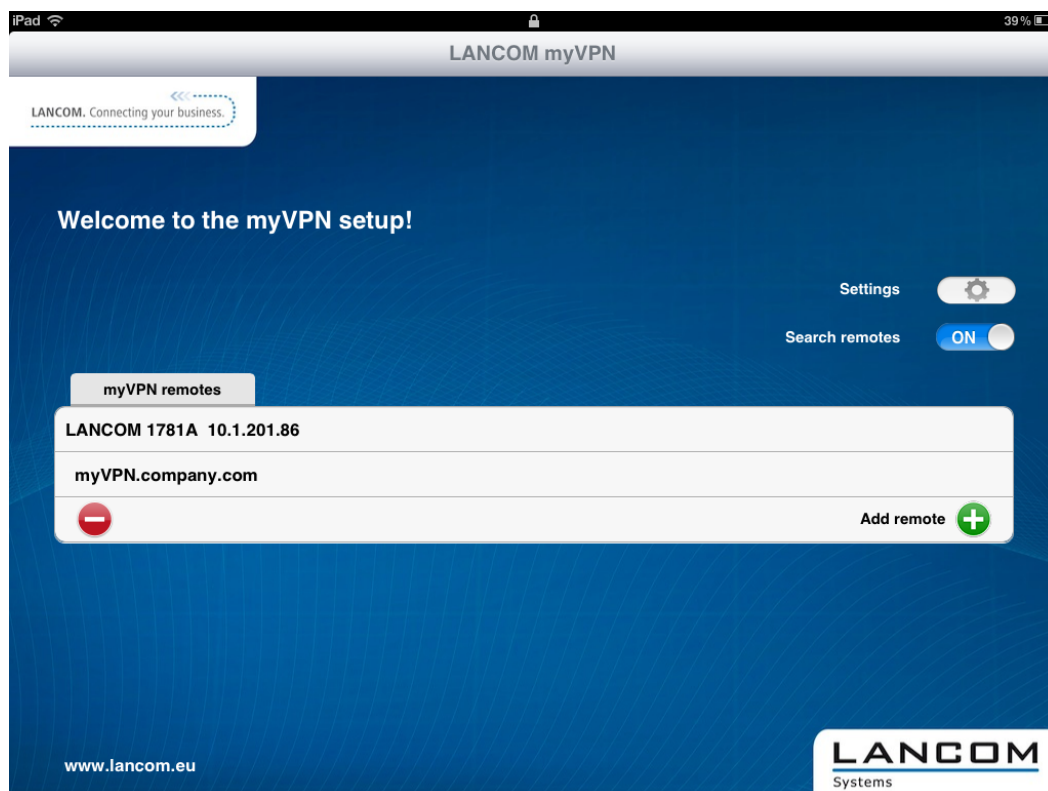 iPad 39 %
LANCOM myVPN
LANCOM. Connecting your business.
Welcome to the myVPN setup!
Settings
Search remotes ON
myVPN remotes
LANCOM 1781A 10.1.201.86
myVPN.company.com
Add remote
www.lancom.eu
LANCOM
Systems